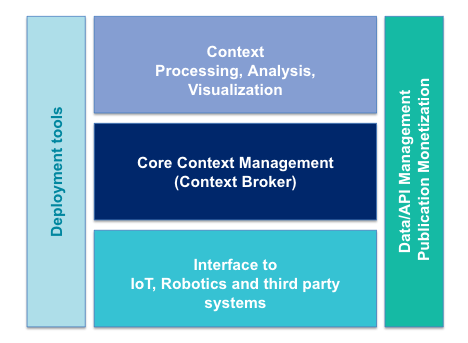 Deployment tools
Context
Processing, Analysis,
Visualization
Core Context Management
(Context Broker)
Interface to
IoT, Robotics and third party
systems
Data/API Management
Publication Monetization